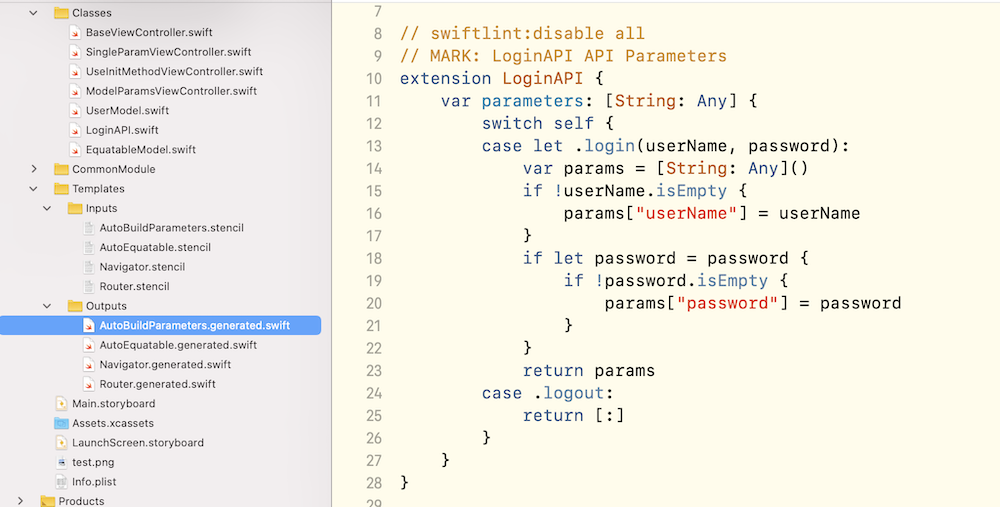 Classes
BaseViewController.swift
SingleParamViewController.swift
UseInitMethodViewController.swift
ModelParamsViewController.swift
UserModel.swift
LoginAPI.swift
EquatableModel.swift
CommonModule
Templates
Inputs
AutoBuildParameters.stencil
AutoEquatable.stencil
Navigator.stencil
Router.stencil
Outputs
AutoBuildParameters.generated.swift
AutoEquatable.generated.swift
Navigator.generated.swift
Router.generated.swift
Main.storyboard
Assets.xcassets
LaunchScreen.storyboard
test.png
Info.plist
Products
7
8 // swiftlint:disable all
9 // MARK: LoginAPI API Parameters
10 extension LoginAPI {
11     var parameters: [String: Any] {
12         switch self {
13         case let .login(userName, password):
14             var params = [String: Any]()
15             if !userName.isEmpty {
16                 params["userName"] = userName
17             }
18             if let password = password {
19                 if !password.isEmpty {
20                     params["password"] = password
21                 }
22             }
23             return params
24         case .logout:
25             return [:]
26         }
27     }
28 }
29